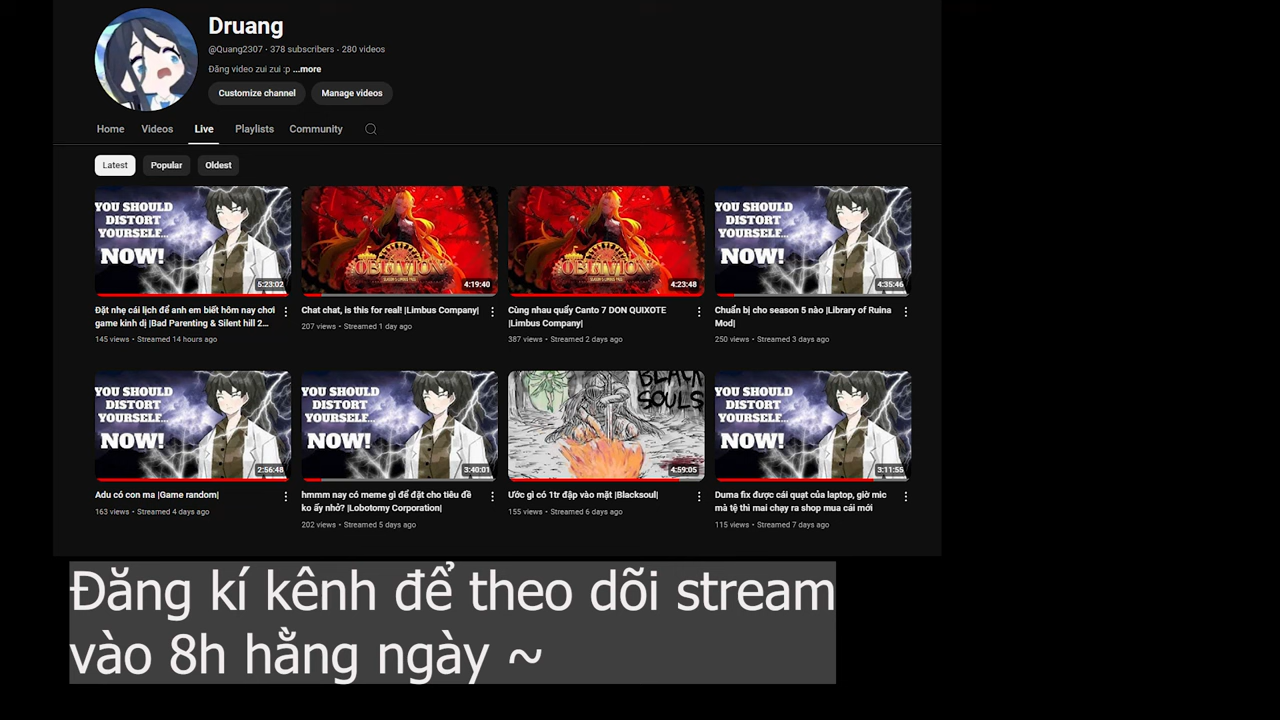 Druang
@Quang2307 · 378 subscribers · 280 videos
Đăng video zui zui :p ...more
Customize channel
Manage videos
Home
Videos
Live
Playlists
Community
Latest
Popular
Oldest
YOU SHOULD
DISTORT
YOURSELF...
NOW!
5:23:02
OBLIVION
4:19:40
OBLIVION
4:23:48
YOU SHOULD
DISTORT
YOURSELF...
NOW!
4:35:46
Đặt nhẹ cái lịch để anh em biết hôm nay chơi
game kinh dị |Bad Parenting & Silent hill 2...
145 views • Streamed 14 hours ago
Chat chat, is this for real! |Limbus Company|
207 views • Streamed 1 day ago
Cùng nhau quẩy Canto 7 DON QUIXOTE
|Limbus Company|
387 views • Streamed 2 days ago
Chuẩn bị cho season 5 nào |Library of Ruina
Mod|
250 views • Streamed 3 days ago
YOU SHOULD
DISTORT
YOURSELF...
NOW!
2:56:48
YOU SHOULD
DISTORT
YOURSELF...
NOW!
3:40:01
BLACK
SOULS
4:59:05
YOU SHOULD
DISTORT
YOURSELF...
NOW!
3:11:55
Adu có con ma |Game random|
163 views • Streamed 4 days ago
hmmm nay có meme gì để đặt cho tiêu đề
ko ấy nhở? |Lobotomy Corporation|
202 views • Streamed 5 days ago
Ước gì có 1tr đập vào mặt |Blacksoul|
155 views • Streamed 6 days ago
Duma fix được cái quạt của laptop, giờ mic
mà tệ thì mai chạy ra shop mua cái mới
115 views • Streamed 7 days ago
Đăng kí kênh để theo dõi stream
vào 8h hằng ngày ~